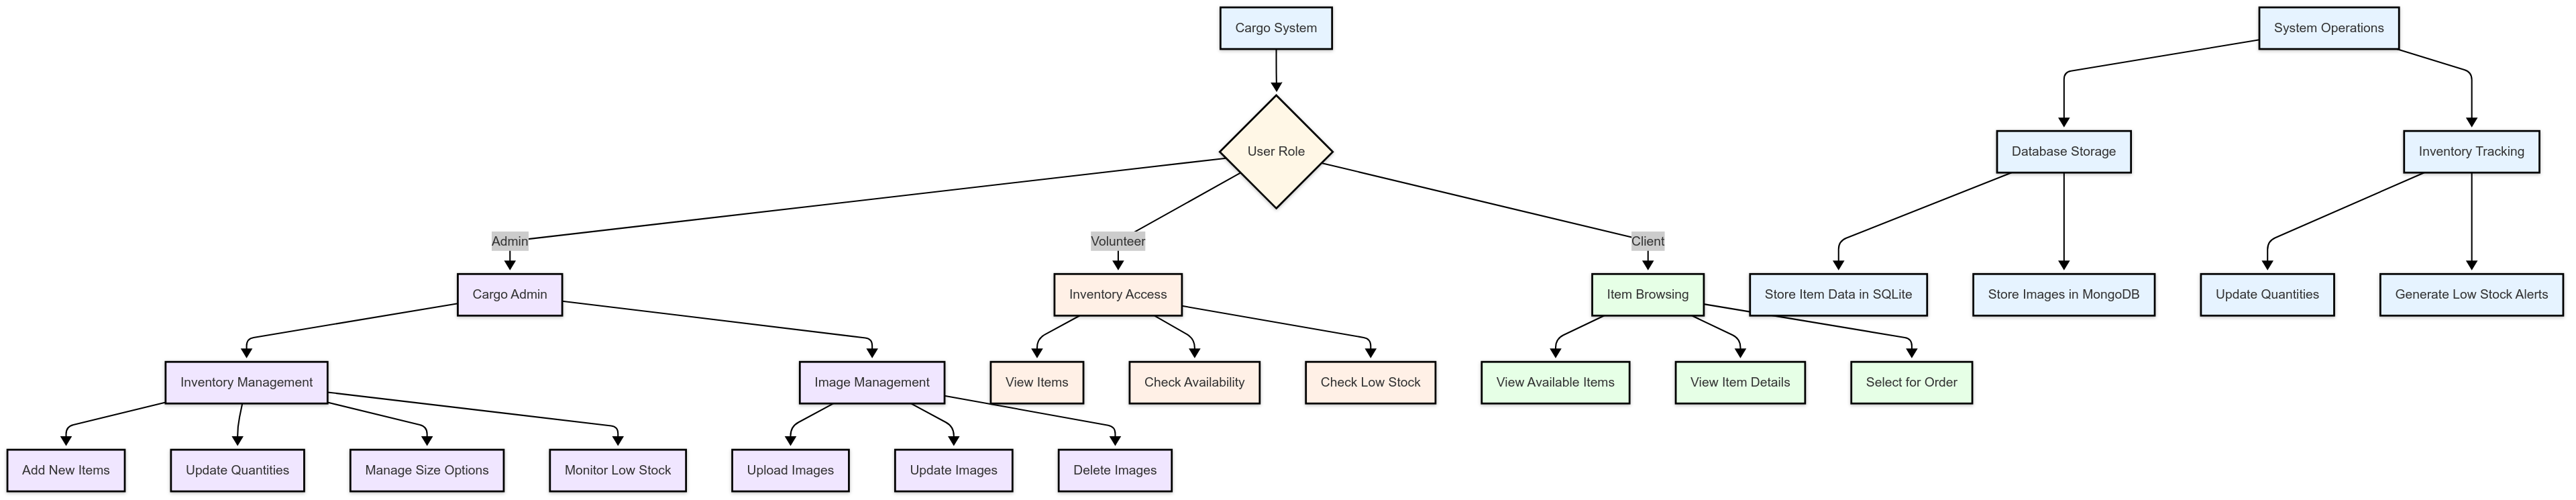 Cargo System
System Operations
User Role
Database Storage
Inventory Tracking
Admin
Volunteer
Client
Cargo Admin
Inventory Access
Item Browsing
Store Item Data in SQLite
Store Images in MongoDB
Update Quantities
Generate Low Stock Alerts
Inventory Management
Image Management
View Items
Check Availability
Check Low Stock
View Available Items
View Item Details
Select for Order
Add New Items
Update Quantities
Manage Size Options
Monitor Low Stock
Upload Images
Update Images
Delete Images